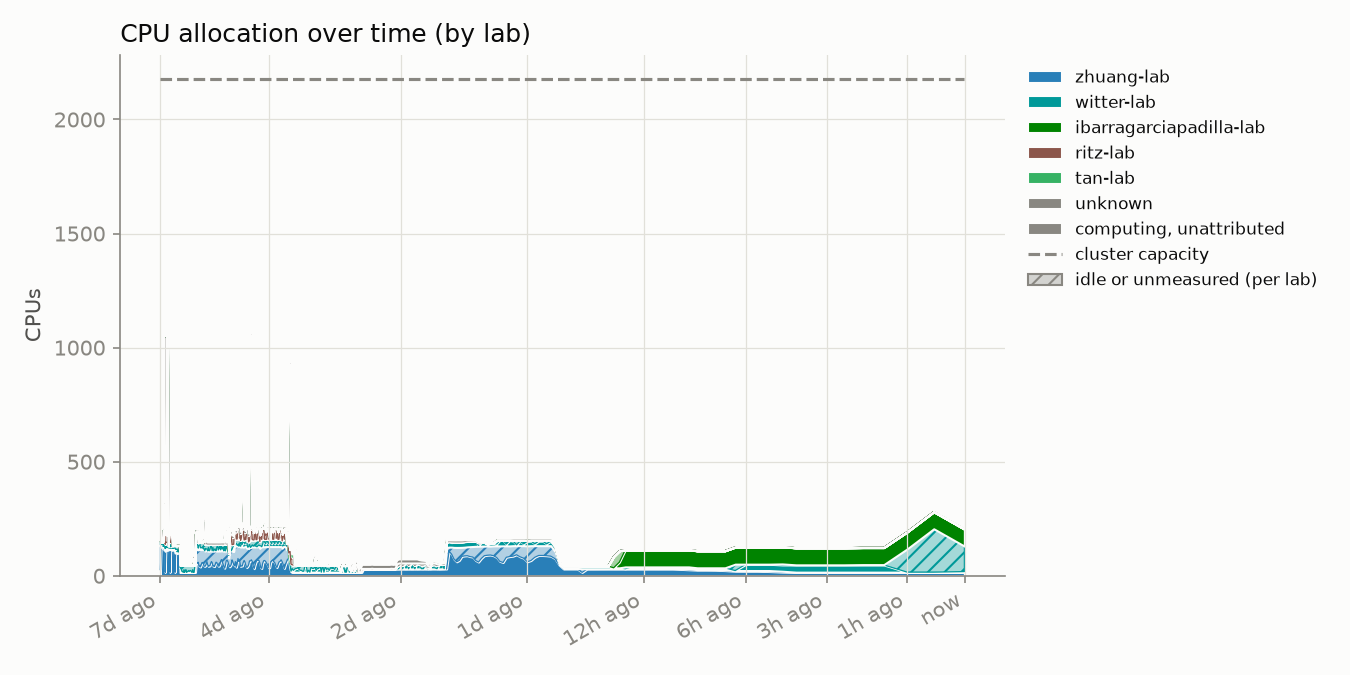 CPU allocation over time (by lab)
CPUs
2000
1500
1000
500
0
7d ago
4d ago
2d ago
1d ago
12h ago
6h ago
3h ago
1h ago
now
zhuang-lab
witter-lab
ibarragarciapadilla-lab
ritz-lab
tan-lab
unknown
computing, unattributed
cluster capacity
idle or unmeasured (per lab)